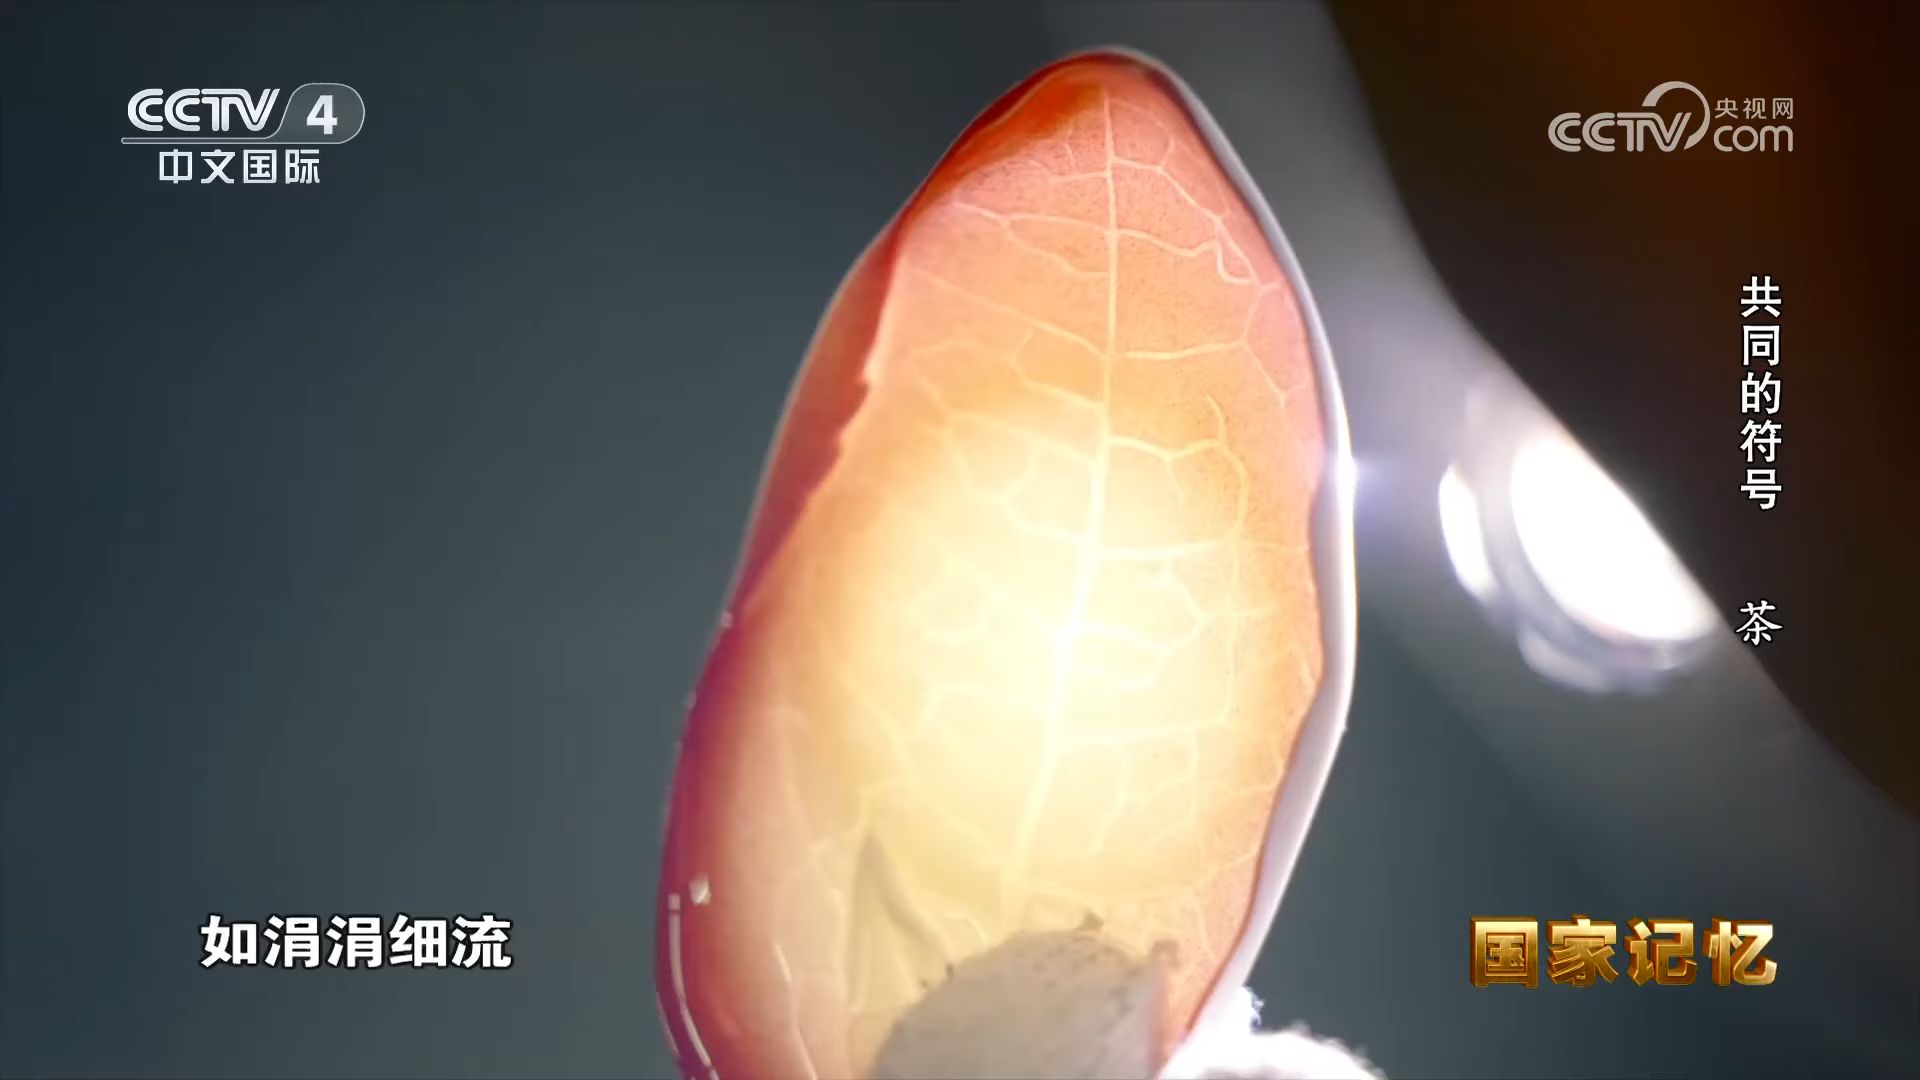 CCTV 4
中文国际
央视网
CCTV com
共同的符号 茶
如涓涓细流
国家记忆